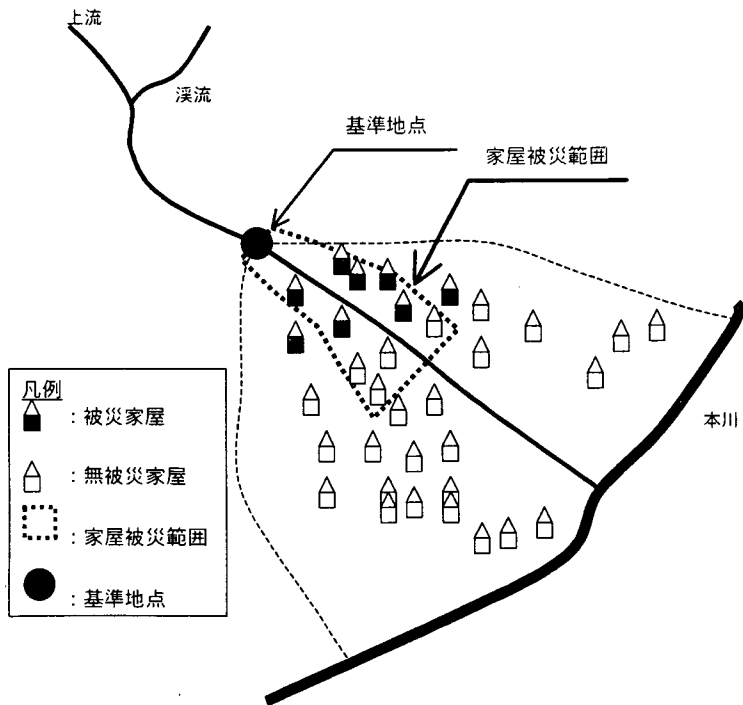 上流
渓流
基準地点
家屋被災範囲
本川
凡例
：被災家屋
：無被災家屋
：家屋被災範囲
：基準地点